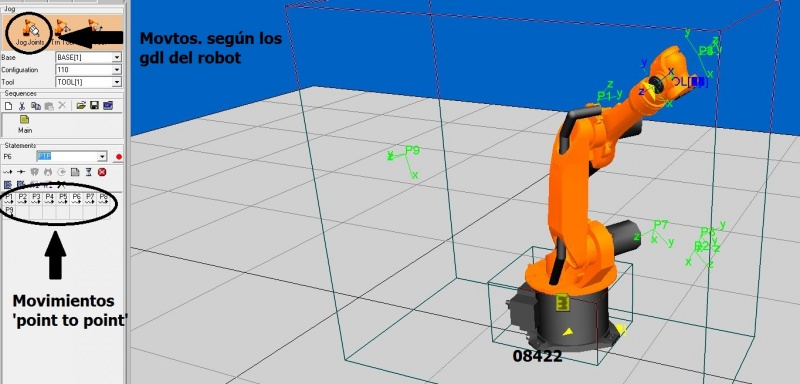 Jog
Jog Joints
Base BASE[1]
Configuration 110
Tool TOOL[1]
Sequences
Main
Statements
P6 PTP
P1 P2 P3 P4 P5 P6 P7 P8
P9
Movtos. según los
gdl del robot
Movimientos
'point to point'
y
z
P1
y
x
z
x
y
P9
z
x
P7
y
z
x
y
P2
z
x
z
08422